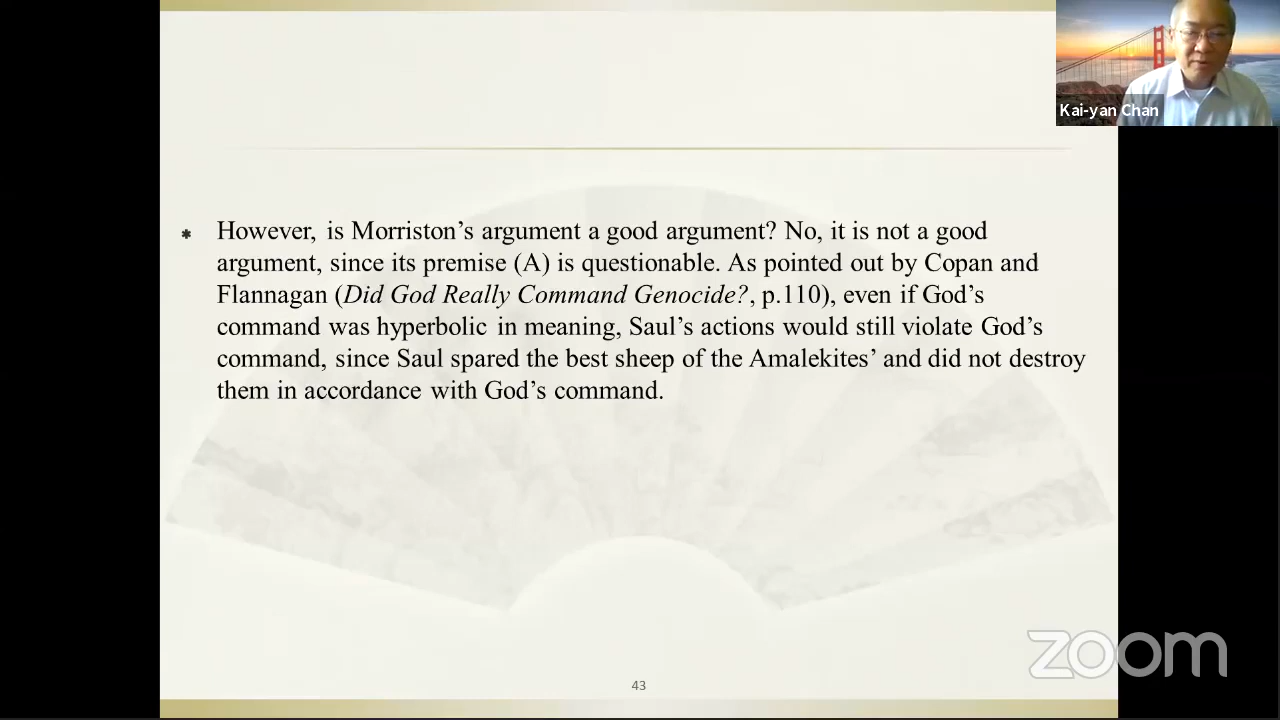 Kai-yan Chan
✱ However, is Morriston’s argument a good argument? No, it is not a good
argument, since its premise (A) is questionable. As pointed out by Copan and
Flannagan (Did God Really Command Genocide?, p.110), even if God’s
command was hyperbolic in meaning, Saul’s actions would still violate God’s
command, since Saul spared the best sheep of the Amalekites’ and did not destroy
them in accordance with God’s command.
zoom
43